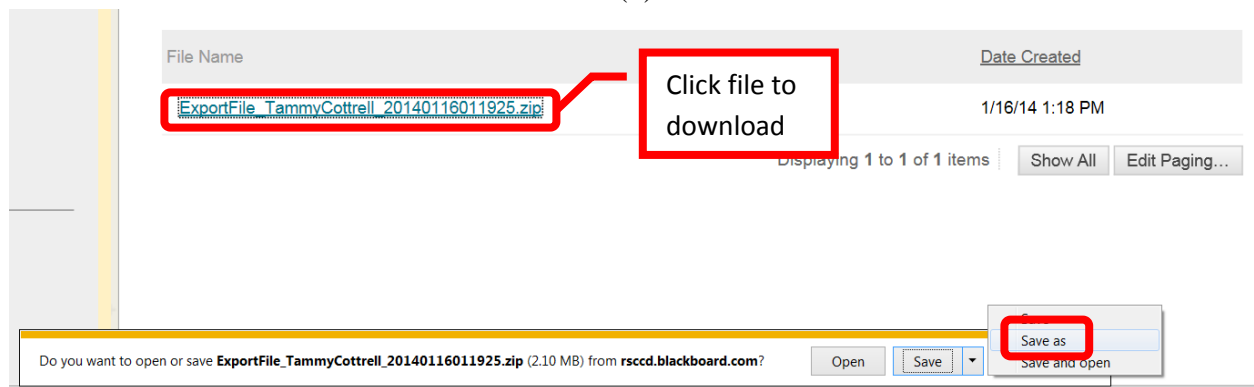 File Name
Date Created
Click file to
download
ExportFile_TammyCottrell_20140116011925.zip
1/16/14 1:18 PM
Displaying 1 to 1 of 1 items
Show All
Edit Paging...
Save as
Save and open
Do you want to open or save ExportFile_TammyCottrell_20140116011925.zip (2.10 MB) from rsccd.blackboard.com?
Open
Save